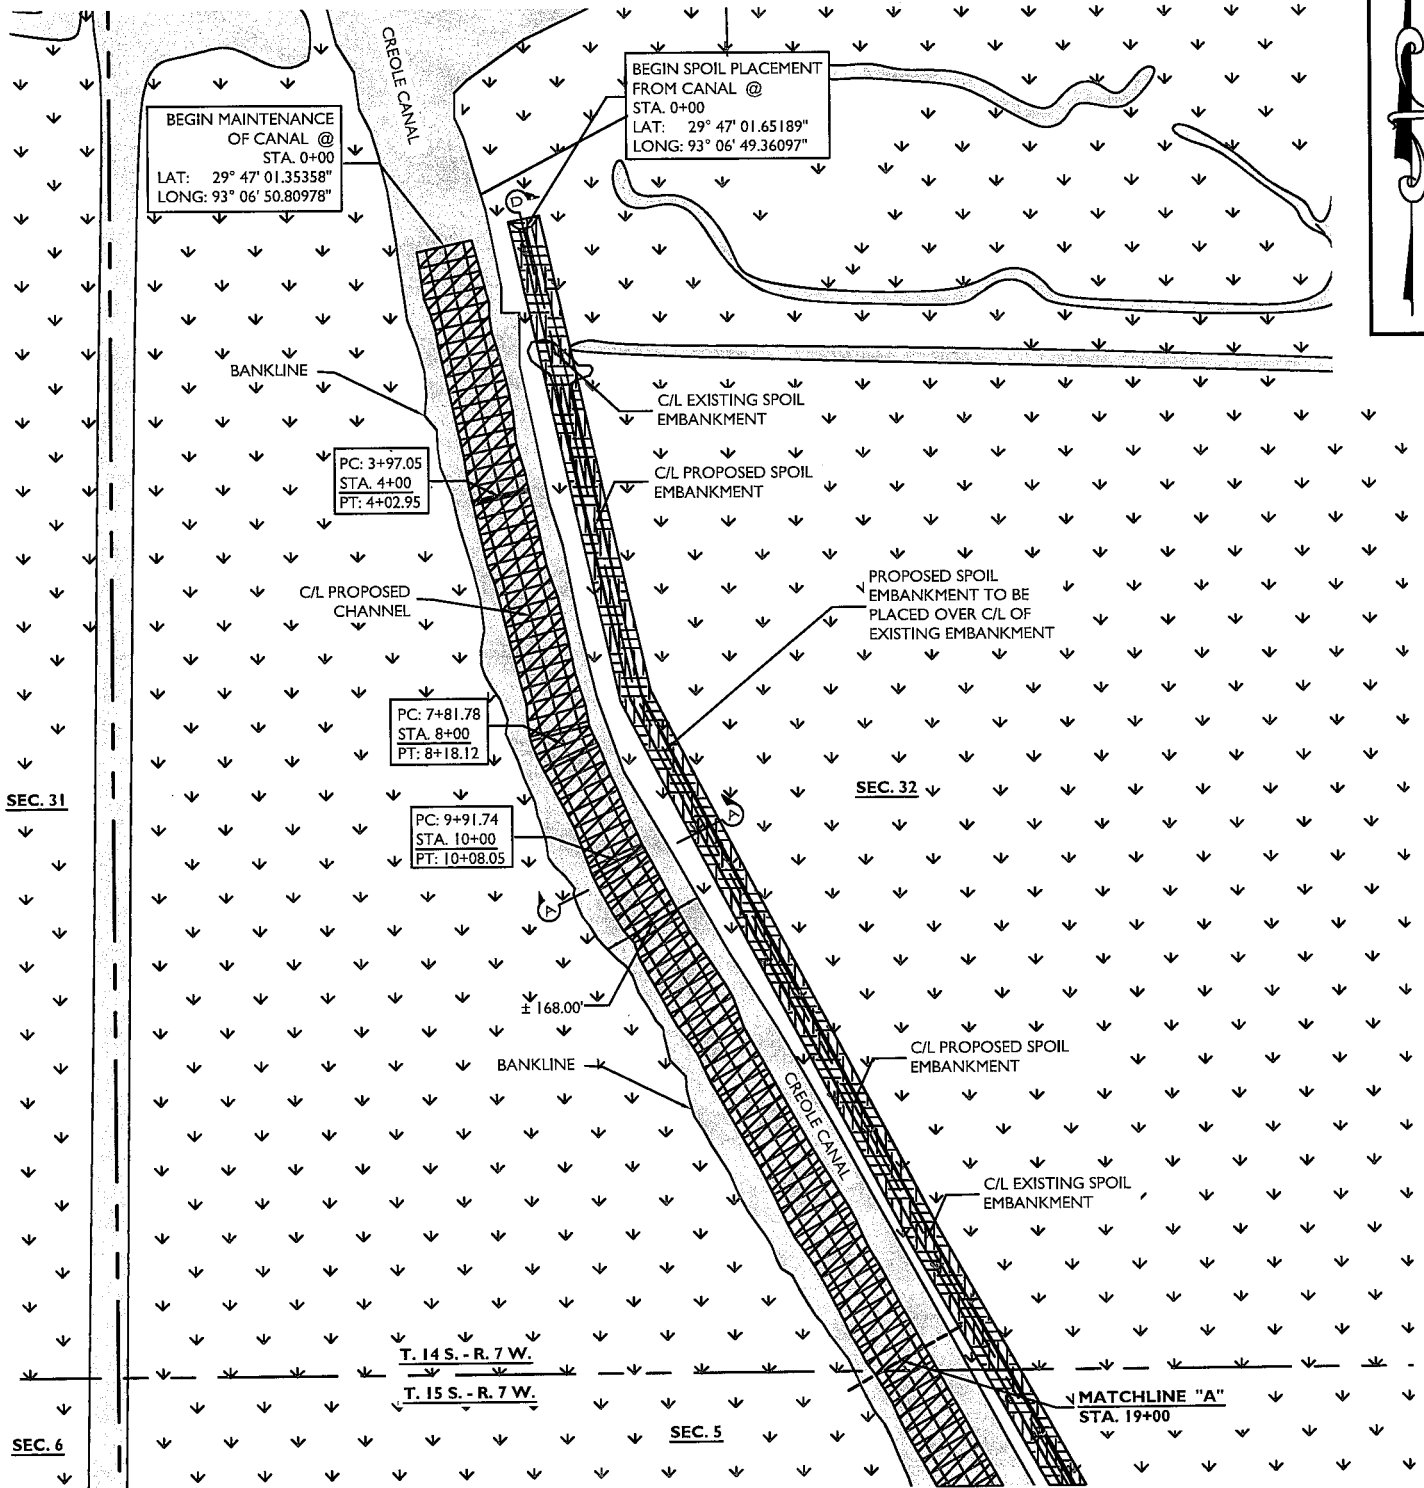 CREOLE CANAL
BEGIN SPOIL PLACEMENT
FROM CANAL @
STA. 0+00
LAT: 29° 47' 01.65189"
LONG: 93° 06' 49.36097"
BEGIN MAINTENANCE
OF CANAL @
STA. 0+00
LAT: 29° 47' 01.35358"
LONG: 93° 06' 50.80978"
D
BANKLINE
C/L EXISTING SPOIL
EMBANKMENT
PC: 3+97.05
STA. 4+00
PT: 4+02.95
C/L PROPOSED SPOIL
EMBANKMENT
C/L PROPOSED
CHANNEL
PROPOSED SPOIL
EMBANKMENT TO BE
PLACED OVER C/L OF
EXISTING EMBANKMENT
PC: 7+81.78
STA. 8+00
PT: 8+18.12
SEC. 31
SEC. 32
PC: 9+91.74
STA. 10+00
PT: 10+08.05
A
A
± 168.00'
BANKLINE
C/L PROPOSED SPOIL
EMBANKMENT
CREOLE CANAL
C/L EXISTING SPOIL
EMBANKMENT
T. 14 S. - R. 7 W.
T. 15 S. - R. 7 W.
MATCHLINE "A"
STA. 19+00
SEC. 6
SEC. 5